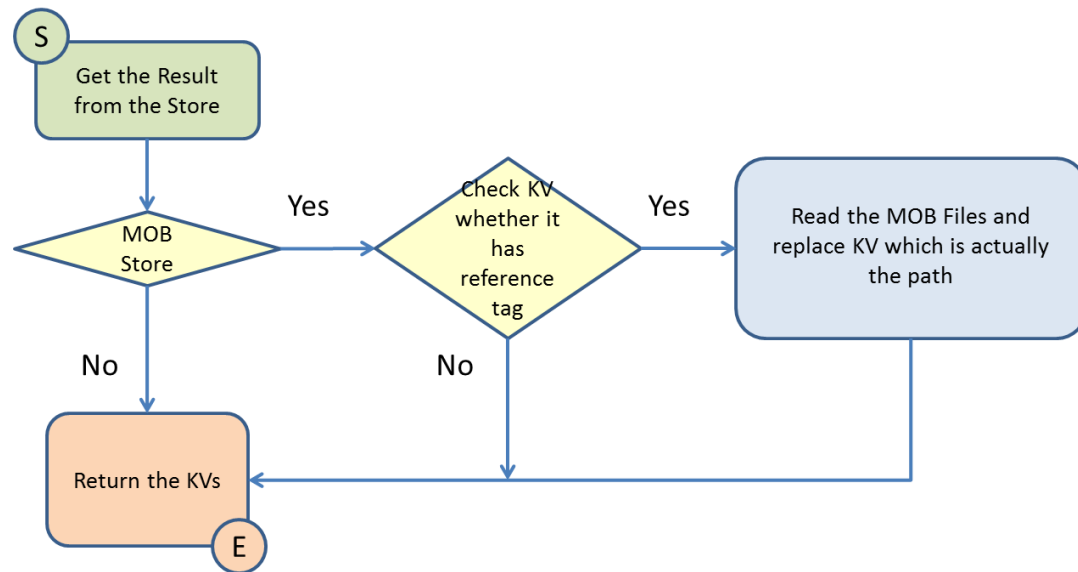 S
Get the Result
from the Store
MOB
Store
Yes
Check KV
whether it
has
reference
tag
Yes
Read the MOB Files and
replace KV which is actually
the path
No
No
Return the KVs
E